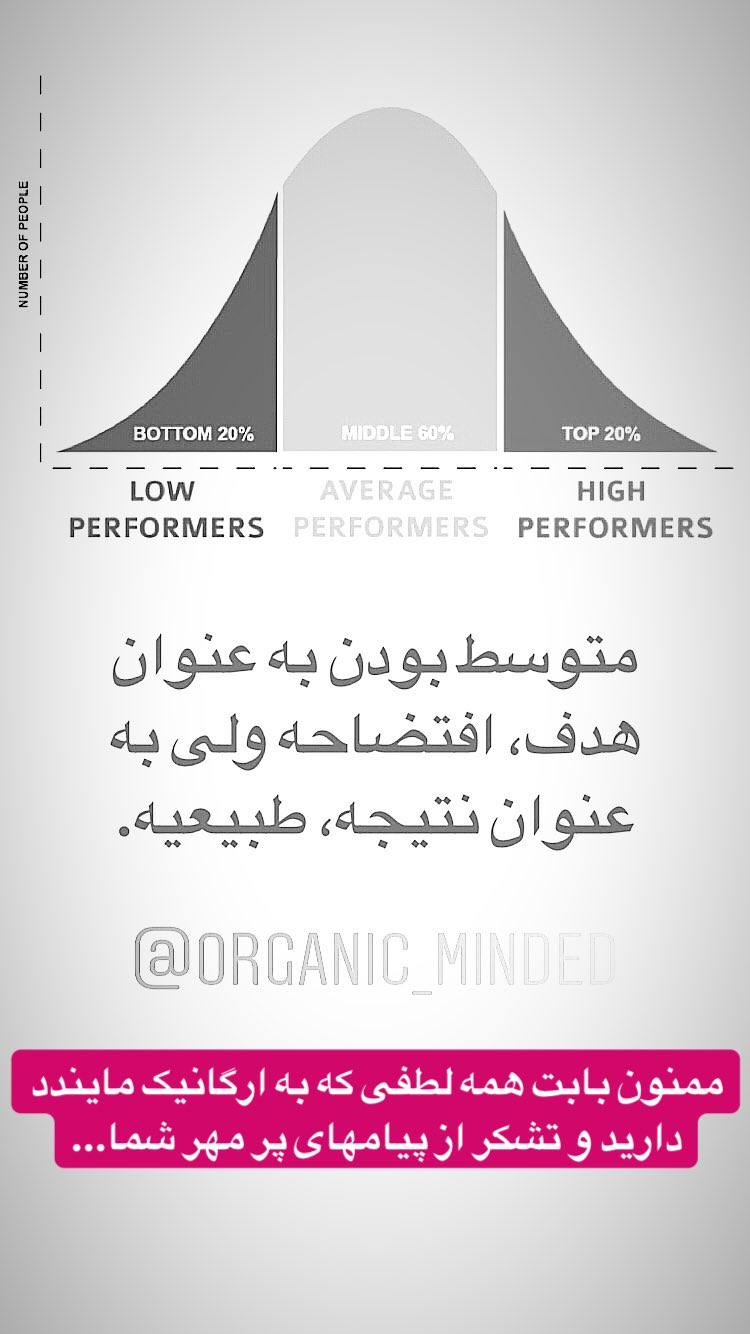 NUMBER OF PEOPLE
BOTTOM 20%
MIDDLE 60%
TOP 20%
LOW
PERFORMERS
AVERAGE
PERFORMERS
HIGH
PERFORMERS
متوسط بودن به عنوان
هدف، افتضاحه ولی به
عنوان نتیجه، طبیعیه.
@ORGANIC_MINDED
ممنون بابت همه لطفی که به ارگانیک مایندد
دارید و تشکر از پیامهای پر مهر شما...